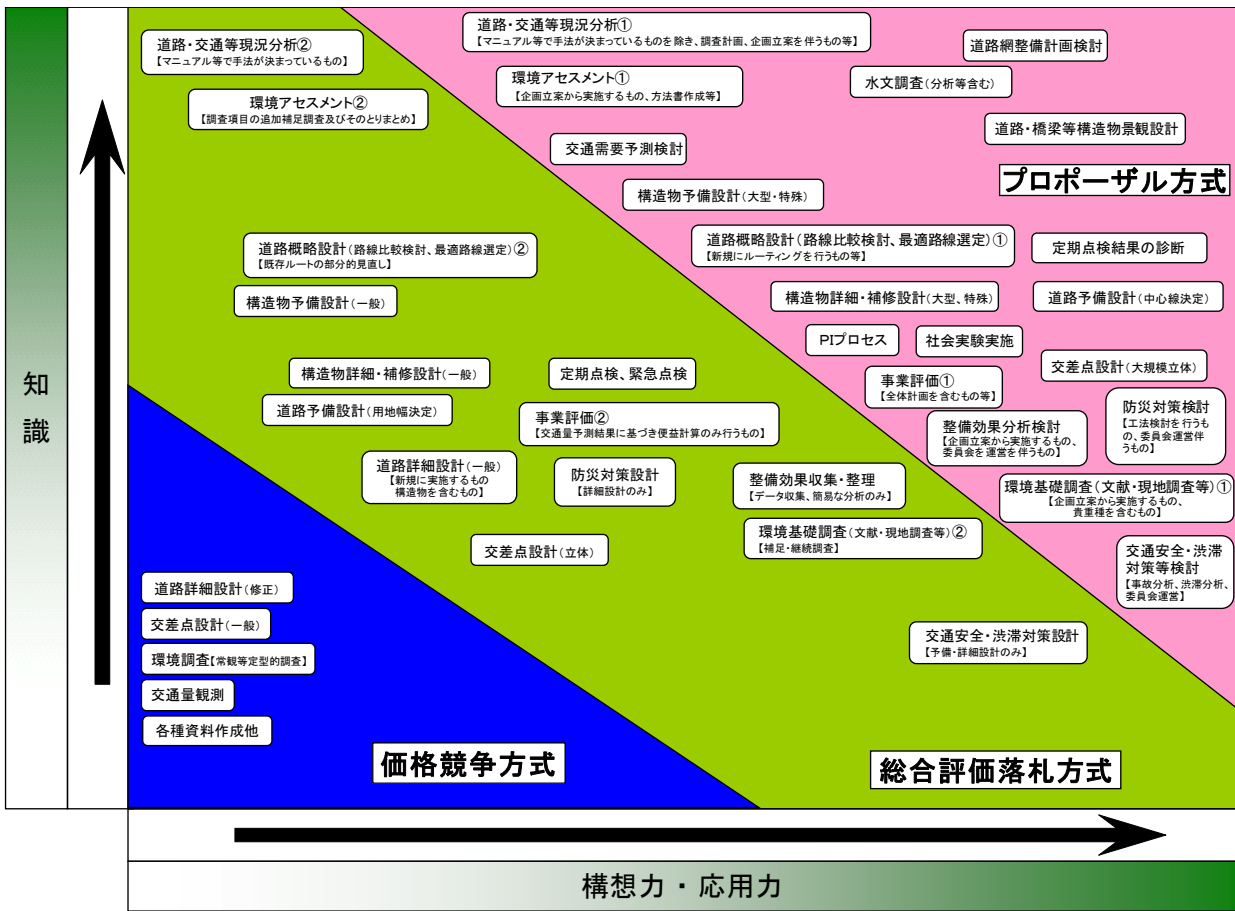 道路・交通等現況分析①
【マニュアル等で手法が決まっているものを除き、調査計画、企画立案を伴うもの等】
道路・交通等現況分析②
【マニュアル等で手法が決まっているもの】
道路網整備計画検討
環境アセスメント①
【企画立案から実施するもの、方法書作成等】
水文調査(分析等含む)
環境アセスメント②
【調査項目の追加補足調査及びそのとりまとめ】
道路・橋梁等構造物景観設計
交通需要予測検討
プロポーザル方式
構造物予備設計(大型・特殊)
道路概略設計(路線比較検討、最適路線選定)①
【新規にルーティングを行うもの等】
定期点検結果の診断
道路概略設計(路線比較検討、最適路線選定)②
【既存ルートの部分的見直し】
構造物予備設計(一般)
構造物詳細・補修設計(大型、特殊)
道路予備設計(中心線決定)
PIプロセス
社会実験実施
交差点設計(大規模立体)
構造物詳細・補修設計(一般)
定期点検、緊急点検
事業評価①
【全体計画を含むもの等】
道路予備設計(用地幅決定)
事業評価②
【交通量予測結果に基づき便益計算のみ行うもの】
整備効果分析検討
【企画立案から実施するもの、
委員会を運営を伴うもの】
防災対策検討
【工法検討を行う
もの、委員会運営伴
うもの】
道路詳細設計(一般)
【新規に実施するもの
構造物を含むもの】
防災対策設計
【詳細設計のみ】
整備効果収集・整理
【データ収集、簡易な分析のみ】
環境基礎調査(文献・現地調査等)①
【企画立案から実施するもの、
貴重種を含むもの】
環境基礎調査(文献・現地調査等)②
【補足・継続調査】
交差点設計(立体)
交通安全・渋滞
対策等検討
【事故分析、渋滞分析、
委員会運営】
道路詳細設計(修正)
交差点設計(一般)
環境調査【常観等定型的調査】
交通量観測
各種資料作成他
交通安全・渋滞対策設計
【予備・詳細設計のみ】
価格競争方式
総合評価落札方式
知
識
構想力・応用力